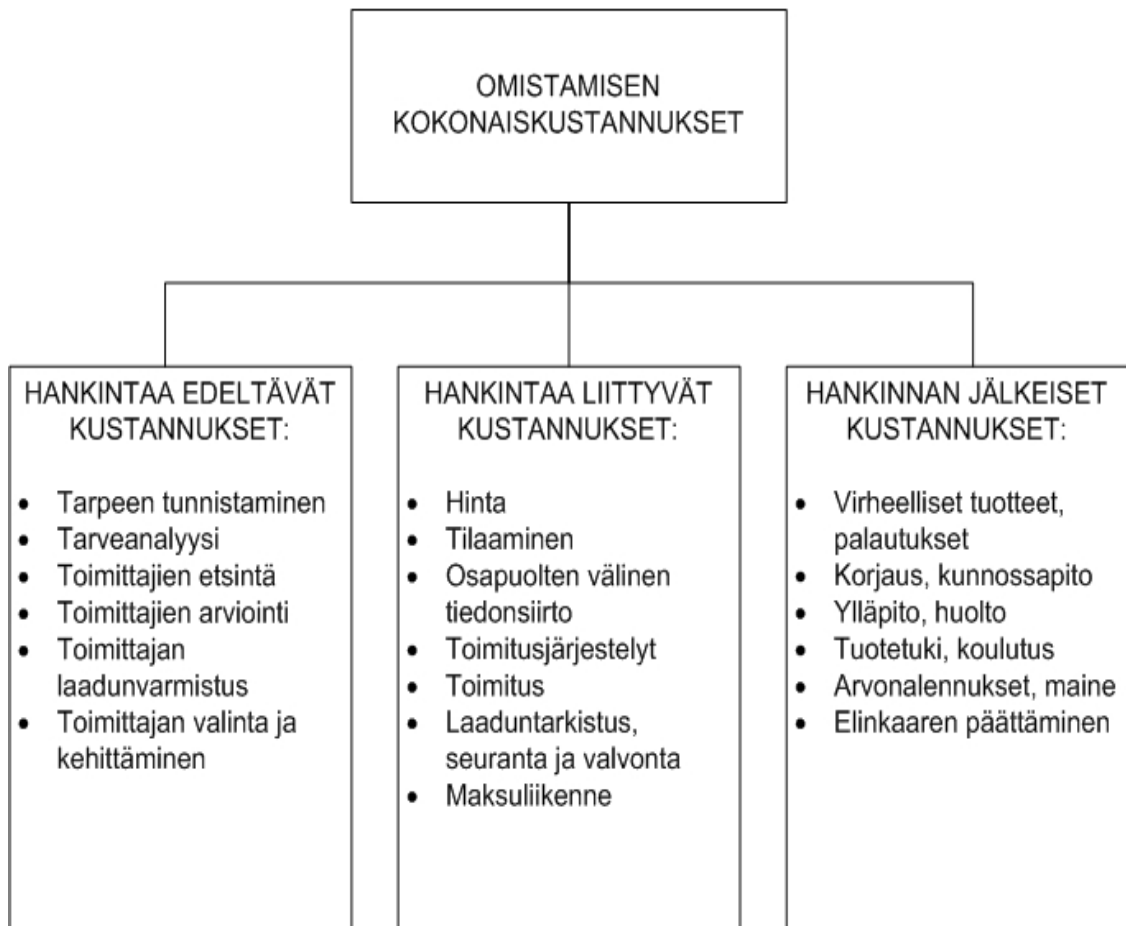 OMISTAMISEN
KOKONAISKUSTANNUKSET
HANKINTAA EDELTÄVÄT
KUSTANNUKSET:
• Tarpeen tunnistaminen
• Tarveanalyysi
• Toimittajien etsintä
• Toimittajien arviointi
• Toimittajan
laadunvarmistus
• Toimittajan valinta ja
kehittäminen
HANKINTAA LIITTYVÄT
KUSTANNUKSET:
• Hinta
• Tilaaminen
• Osapuolten välinen
tiedonsiirto
• Toimitusjärjestelyt
• Toimitus
• Laaduntarkistus,
seuranta ja valvonta
• Maksuliikenne
HANKINNAN JÄLKEISET
KUSTANNUKSET:
• Virheelliset tuotteet,
palautukset
• Korjaus, kunnossapito
• Ylläpito, huolto
• Tuotetuki, koulutus
• Arvonalennukset, maine
• Elinkaaren päättäminen